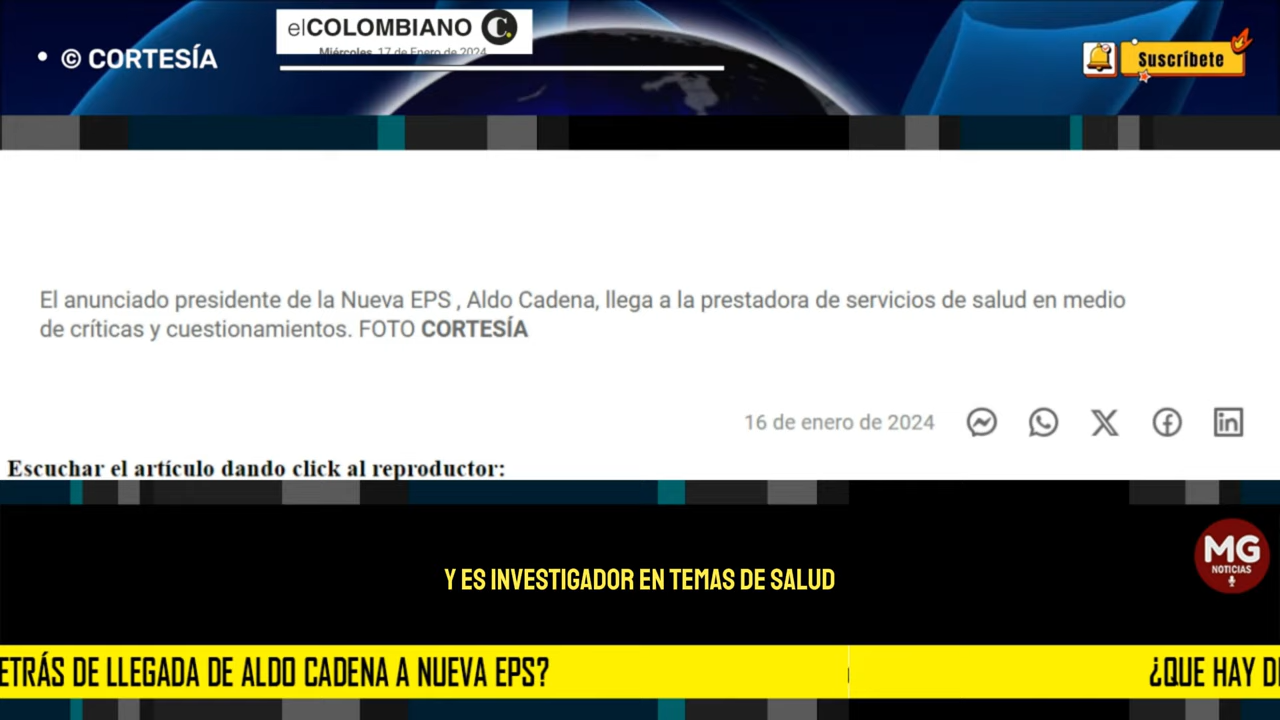 elCOLOMBIANO C.
Miércoles, 17 de Enero de 2024
• © CORTESÍA
Suscríbete
El anunciado presidente de la Nueva EPS , Aldo Cadena, llega a la prestadora de servicios de salud en medio
de críticas y cuestionamientos. FOTO CORTESÍA
16 de enero de 2024
Escuchar el artículo dando click al reproductor:
MG
NOTICIAS
Y ES INVESTIGADOR EN TEMAS DE SALUD
ETRÁS DE LLEGADA DE ALDO CADENA A NUEVA EPS? ¿QUE HAY D